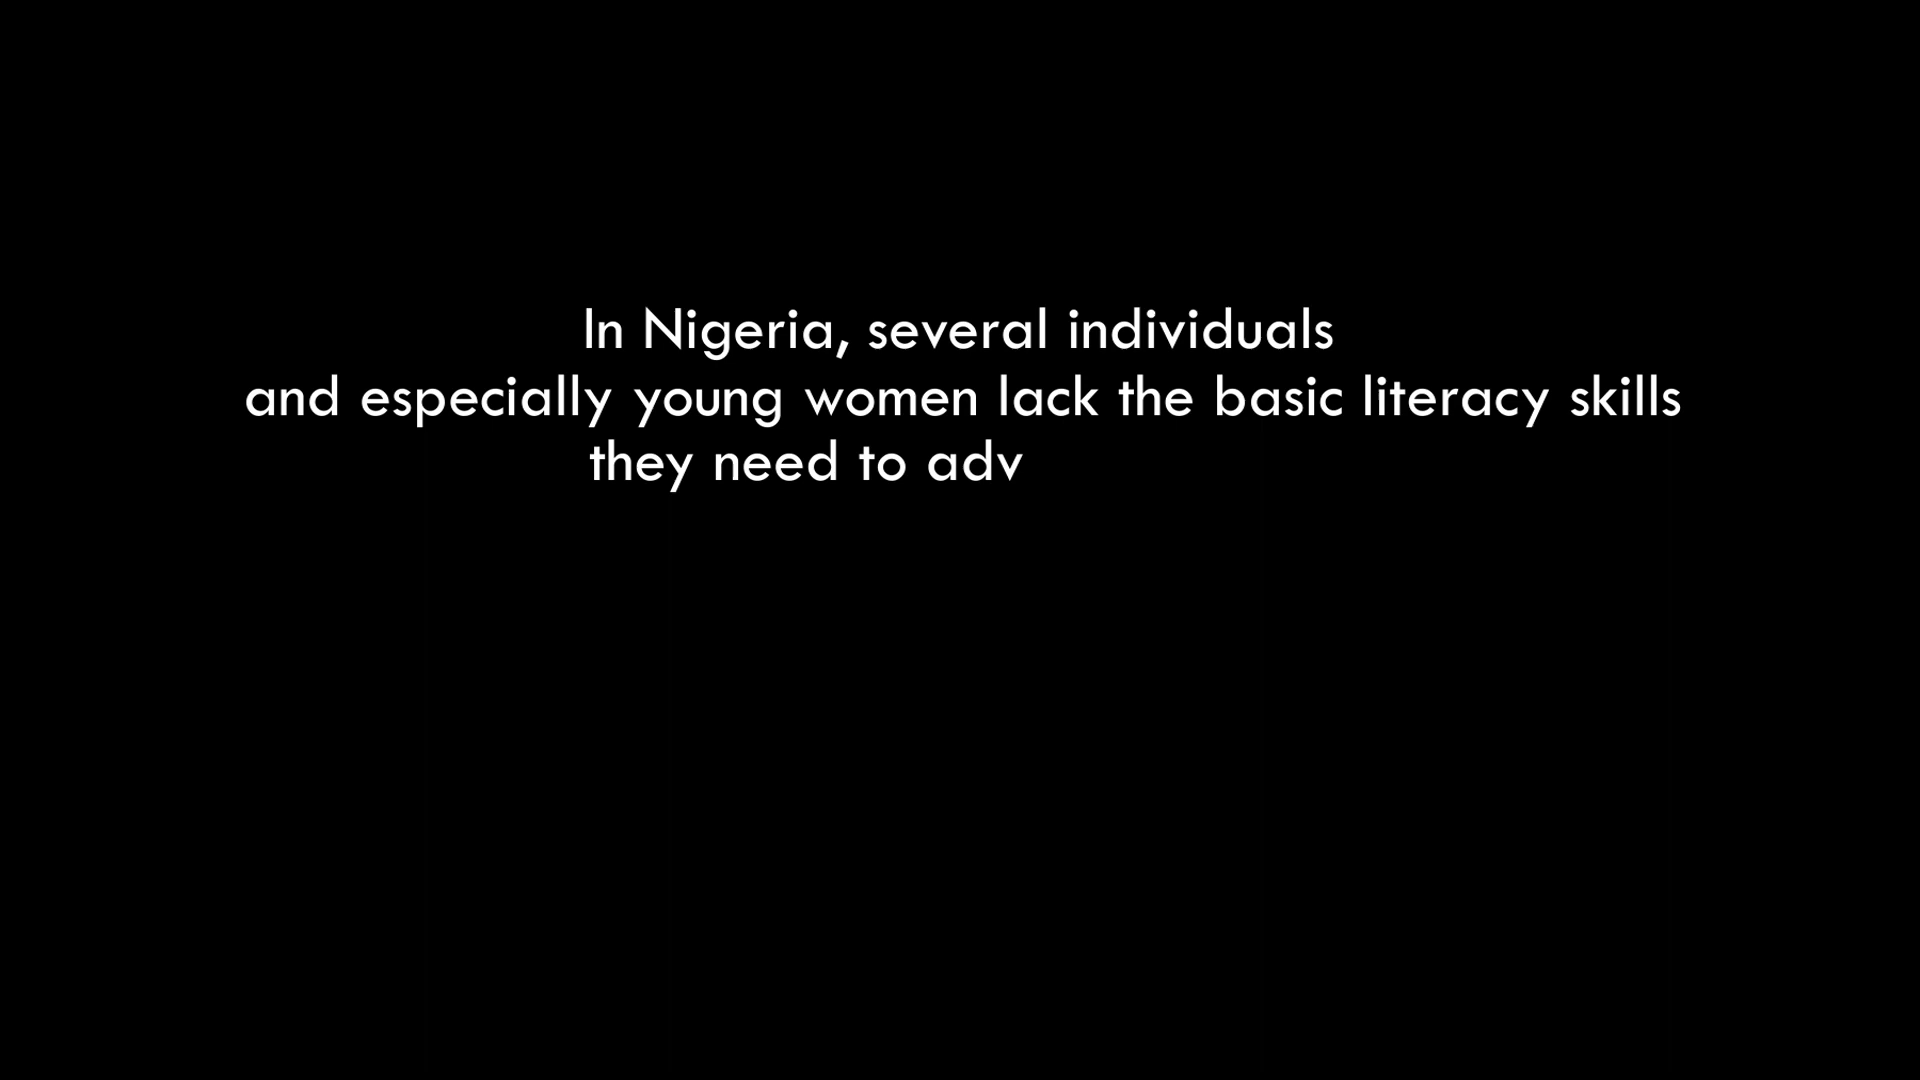 In Nigeria, several individuals
and especially young women lack the basic literacy skills
they need to adv